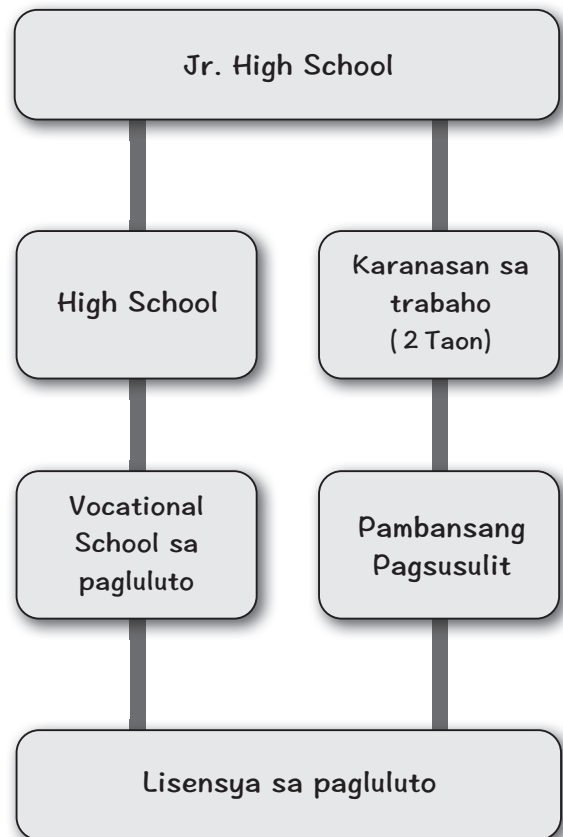 Jr. High School
High School
Karanasan sa
trabaho
( 2 Taon)
Vocational
School sa
pagluluto
Pambansang
Pagsusulit
Lisensya sa pagluluto